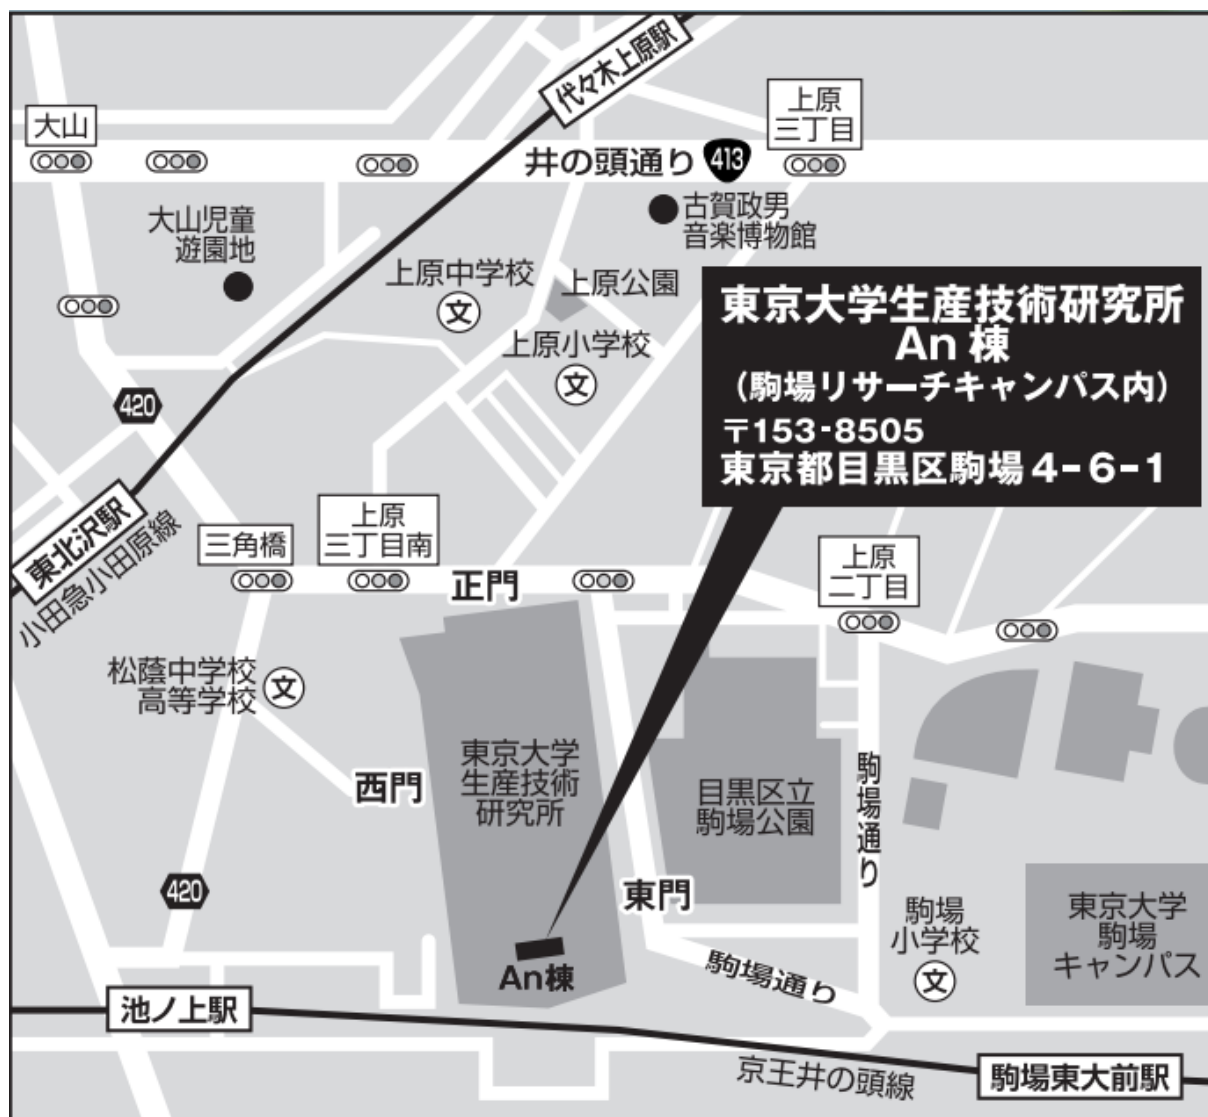 代々木上原駅
上原
三丁目
大山
井の頭通り
413
大山児童
遊園地
古賀政男
音楽博物館
上原中学校
文
上原公園
上原小学校
文
東京大学生産技術研究所
An 棟
（駒場リサーチキャンパス内）
〒153-8505
東京都目黒区駒場4-6-1
420
東北沢駅
小田急小田原線
三角橋
上原
三丁目南
正門
上原
二丁目
松蔭中学校
高等学校
文
西門
東京大学
生産技術
研究所
目黒区立
駒場公園
駒場通り
420
東門
An棟
駒場通り
駒場
小学校
文
東京大学
駒場
キャンパス
池ノ上駅
京王井の頭線
駒場東大前駅